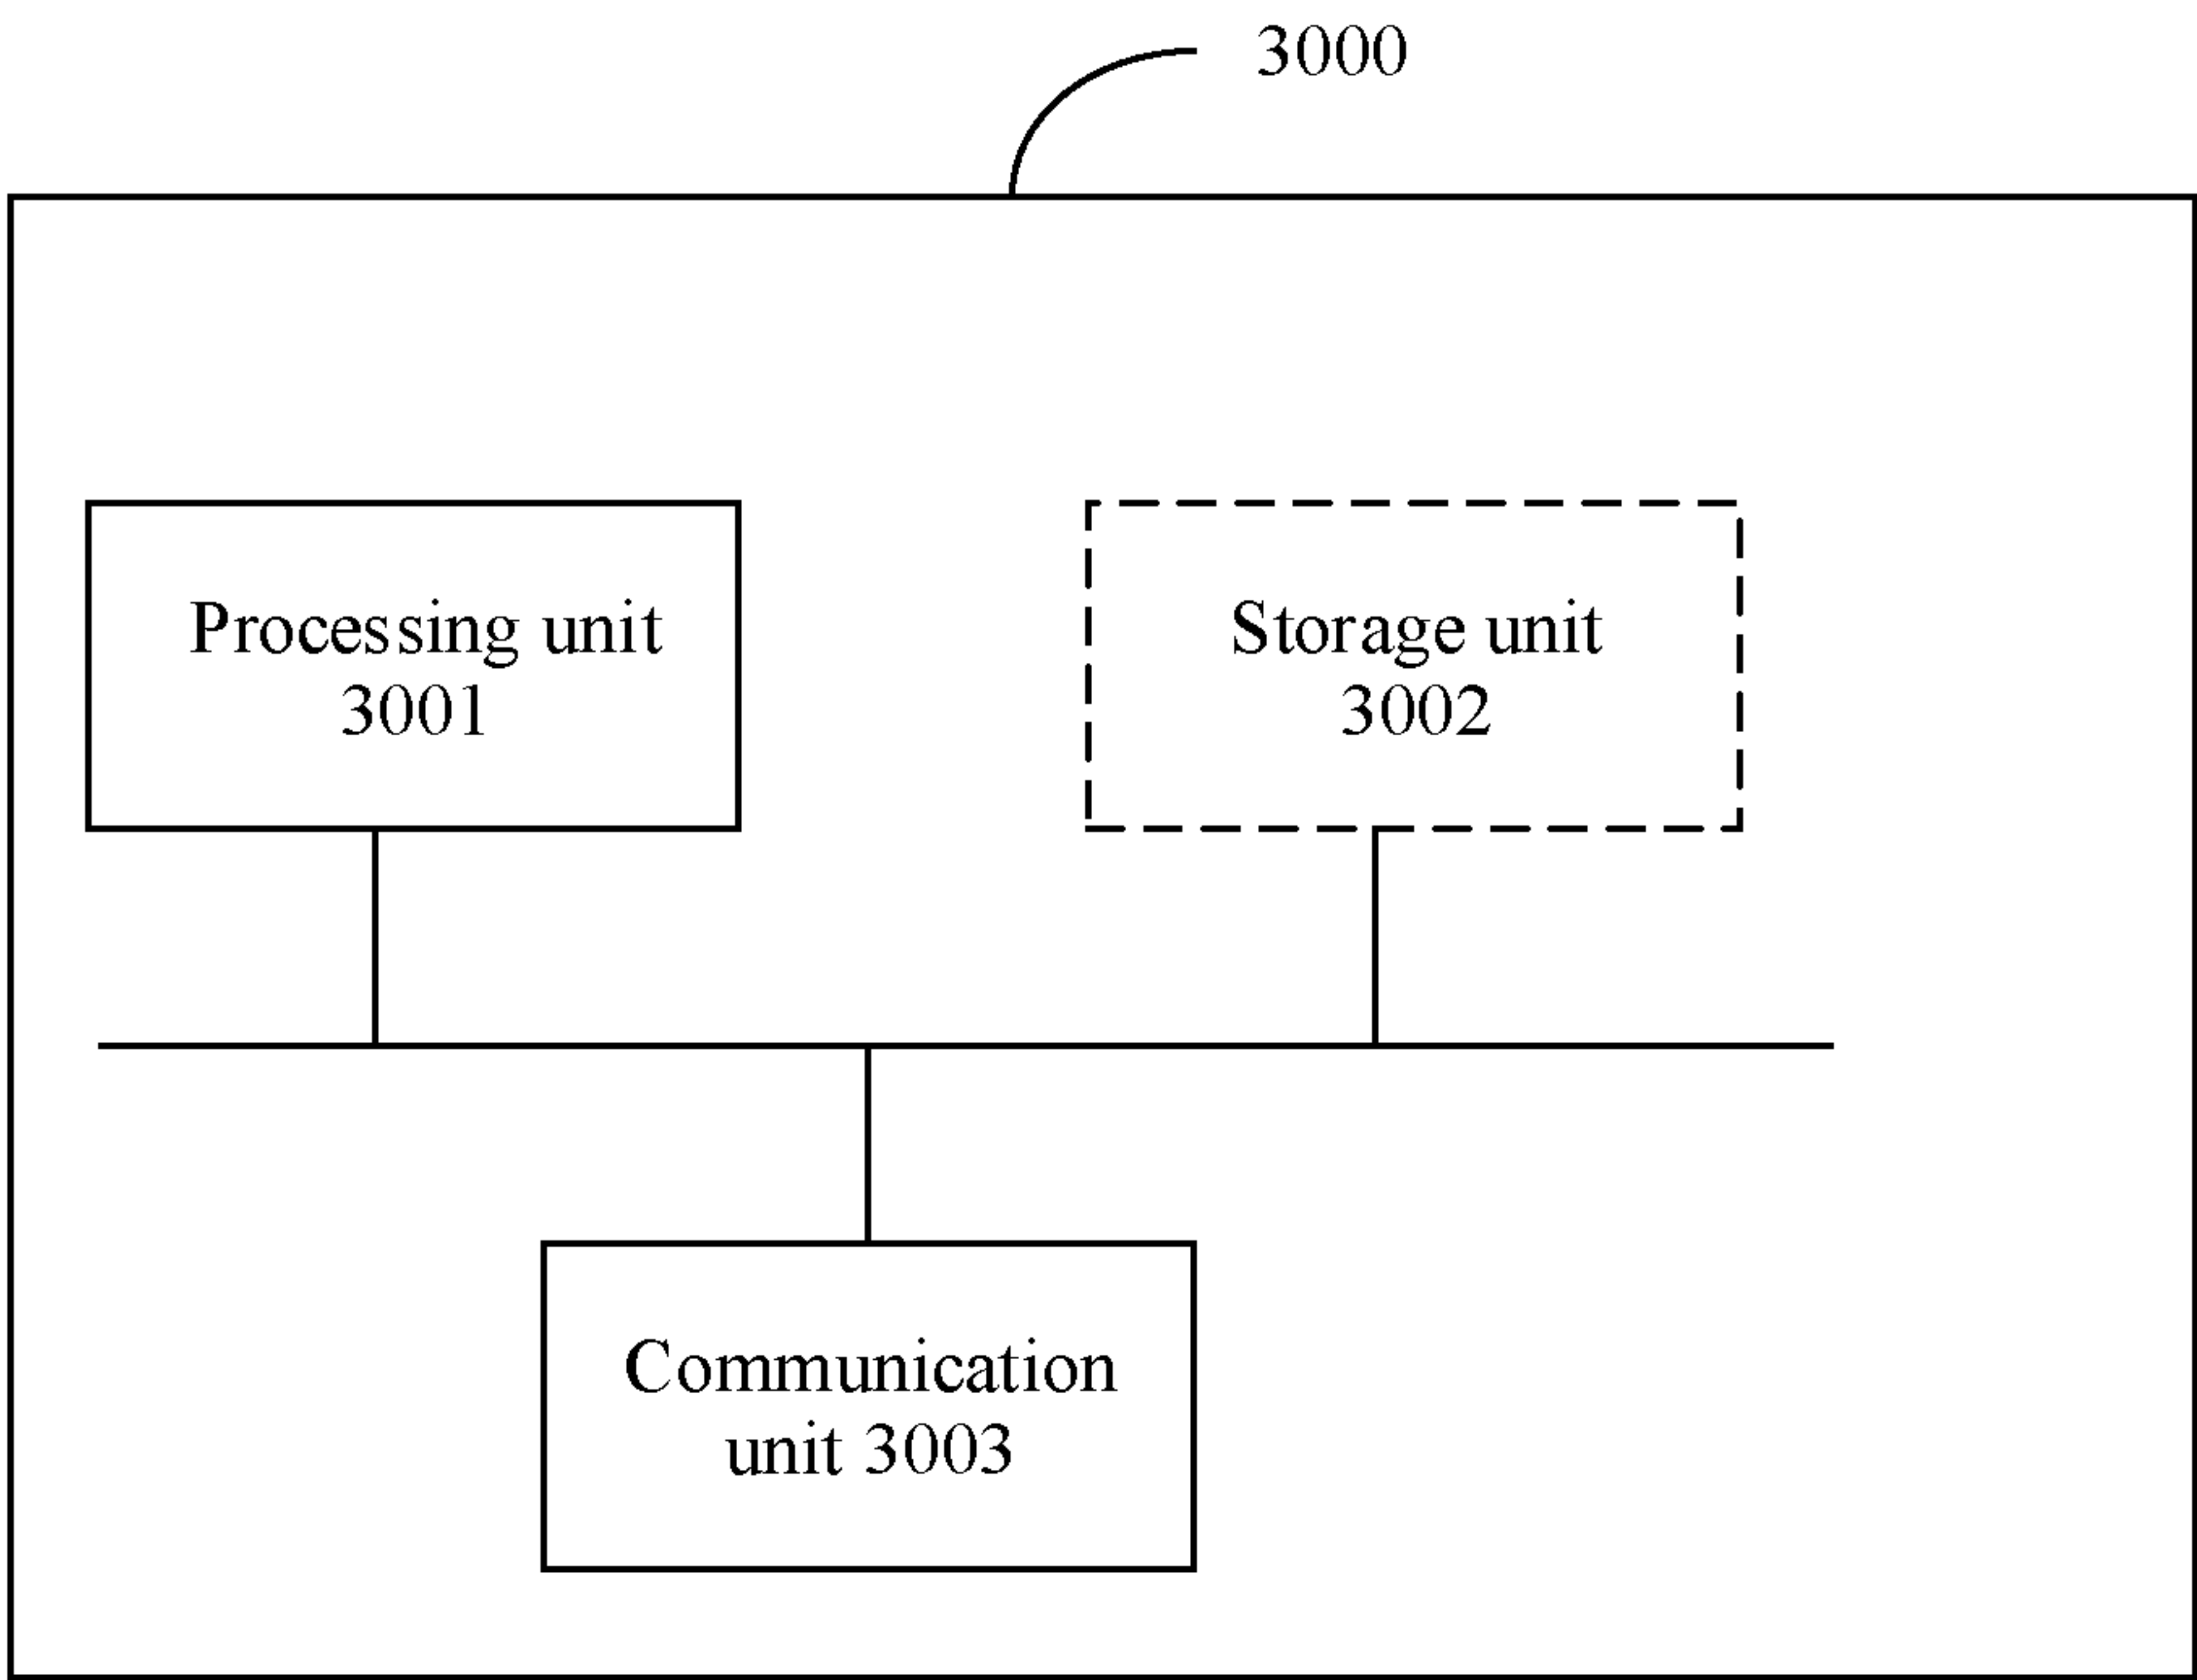 3000
Processing unit
3001
Storage unit
3002
Communication
unit 3003